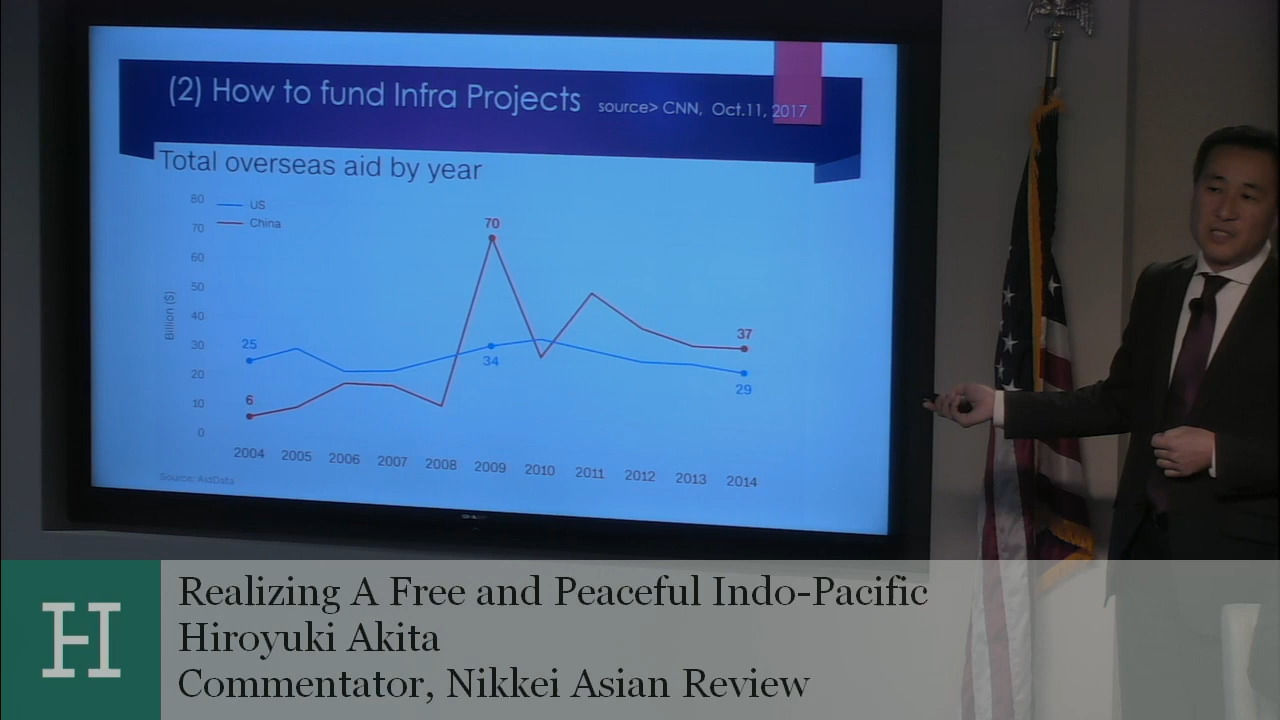 (2) How to fund Infra Projects source> CNN, Oct.11, 2017
Total overseas aid by year
80
US
70
China
60
50
40
30
20
10
0
Billion ($)
70
25
34
6
37
29
2004 2005 2006 2007 2008 2009 2010 2011 2012 2013 2014
Source: AidData
H
Realizing A Free and Peaceful Indo-Pacific
Hiroyuki Akita
Commentator, Nikkei Asian Review